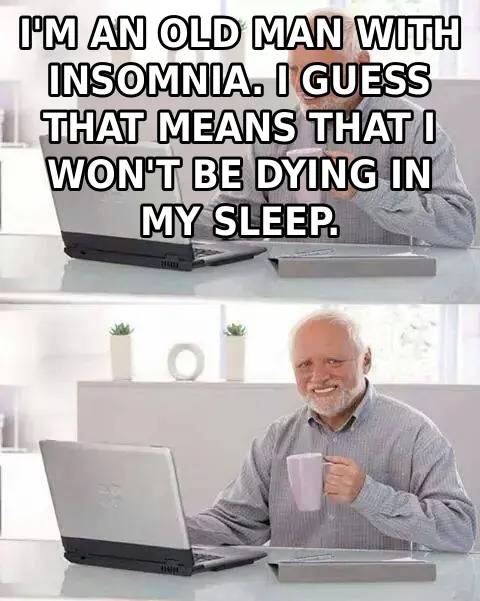 I'M AN OLD MAN WITH
INSOMNIA. I GUESS
THAT MEANS THAT I
WON'T BE DYING IN
MY SLEEP.